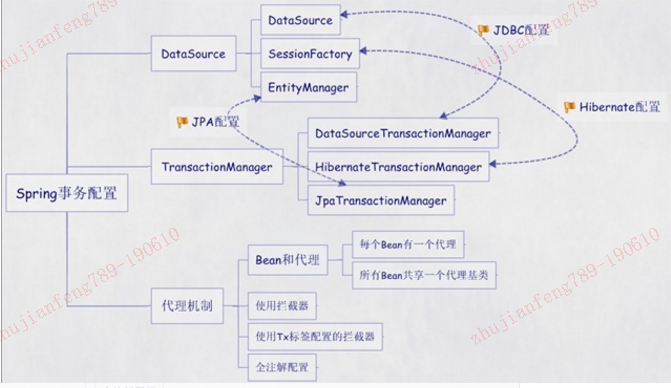 DataSource
JDBC配置
DataSource
SessionFactory
EntityManager
Hibernate配置
JPA配置
DataSourceTransactionManager
TransactionManager
HibernateTransactionManager
Spring事务配置
JpaTransactionManager
每个Bean有一个代理
Bean和代理
所有Bean共享一个代理基类
代理机制
使用拦截器
使用Tx标签配置的拦截器
全注解配置
zhujianfeng789-190610
zhujianfeng789-190610
zhujianfeng789-190610
zhujianfeng789-190610